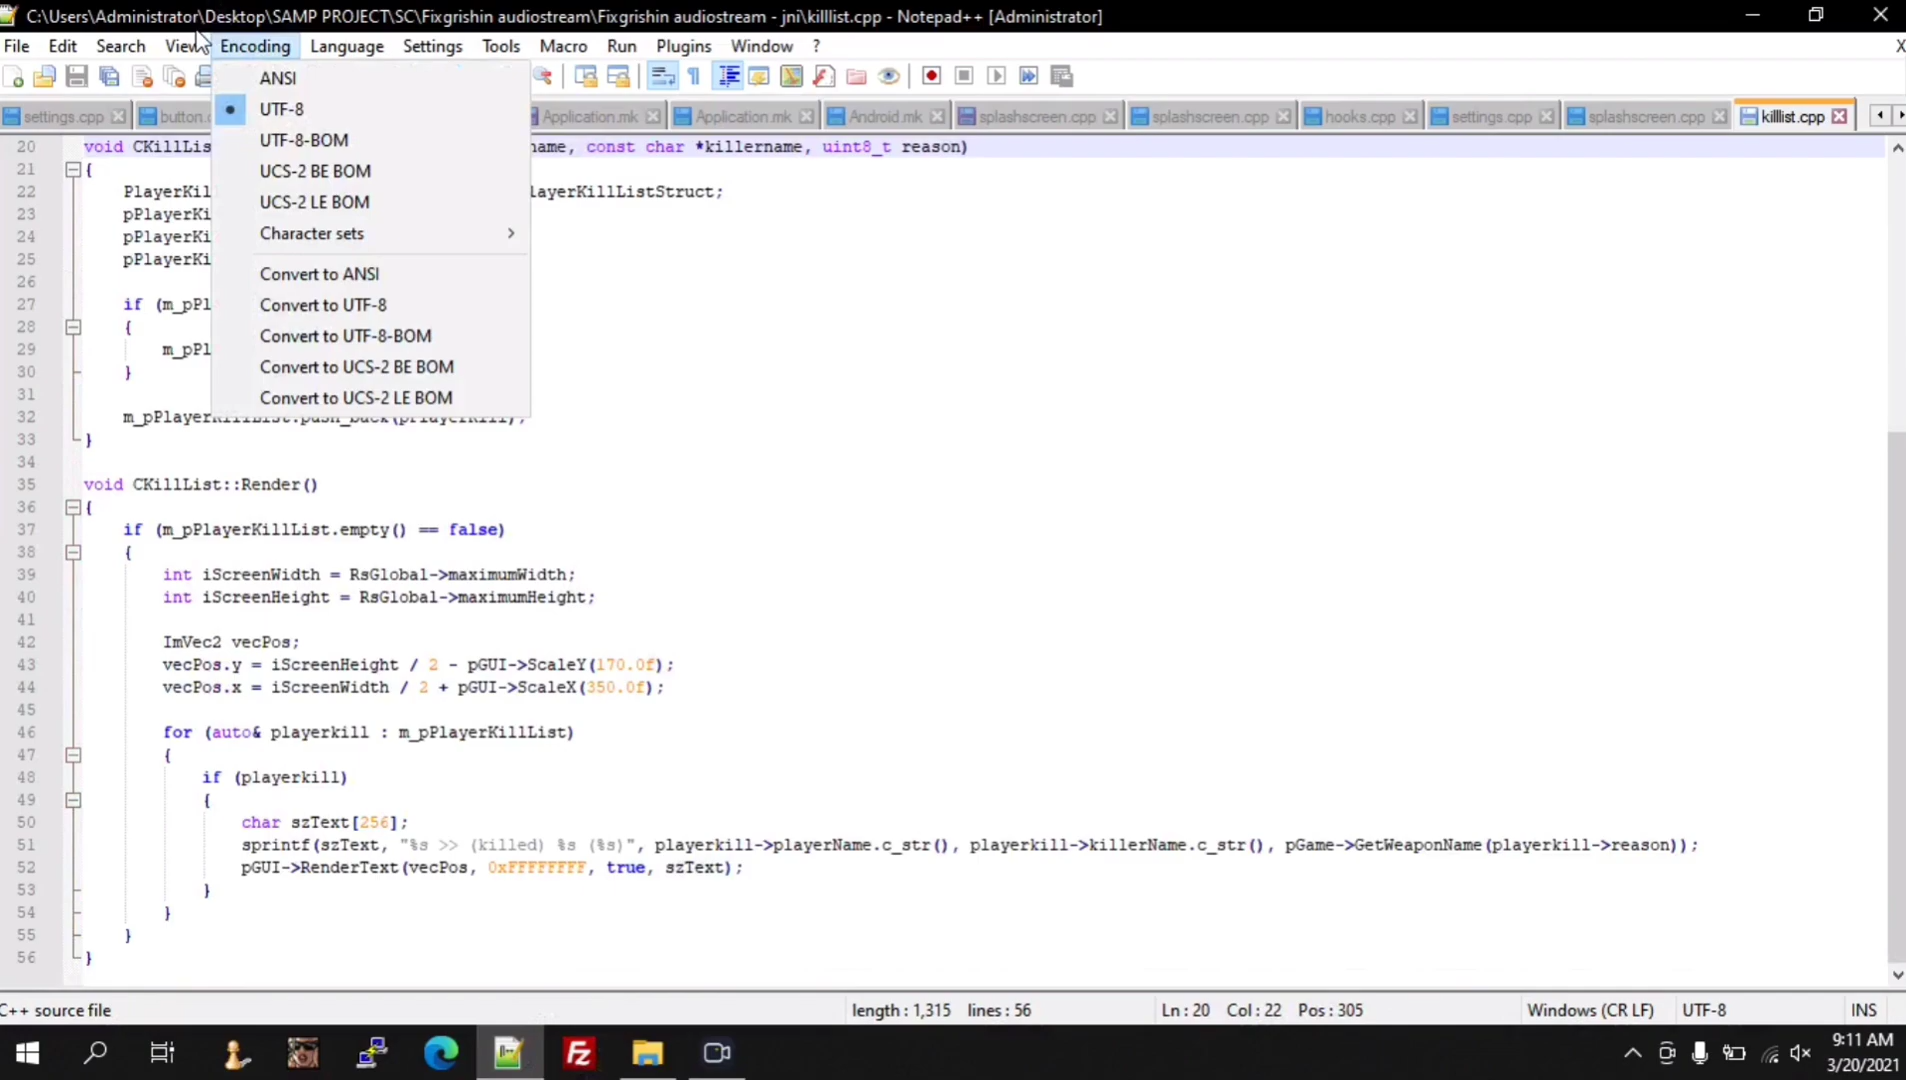 C:\Users\Administrator\Desktop\SAMP PROJECT\SC\Fixgrishin audiostream\Fixgrishin audiostream - jni\killlist.cpp - Notepad++ [Administrator]
File Edit Search View Encoding Language Settings Tools Macro Run Plugins Window ? X
settings.cpp button.c Application.mk Application.mk Android.mk splashscreen.cpp splashscreen.cpp hooks.cpp settings.cpp splashscreen.cpp killlist.cpp
ANSI
UTF-8
UTF-8-BOM
UCS-2 BE BOM
UCS-2 LE BOM
Character sets
Convert to ANSI
Convert to UTF-8
Convert to UTF-8-BOM
Convert to UCS-2 BE BOM
Convert to UCS-2 LE BOM
20 void CKillLis name, const char *killername, uint8_t reason)
21 {
22 PlayerKil layerKillListStruct;
23 pPlayerKi
24 pPlayerKi
25 pPlayerKi
26
27 if (m_pPl
28 {
29 m_pPl
30 }
31
32 m_pPlayerKillList.push_back(pPlayerKill);
33 }
34
35 void CKillList::Render()
36 {
37 if (m_pPlayerKillList.empty() == false)
38 {
39 int iScreenWidth = RsGlobal->maximumWidth;
40 int iScreenHeight = RsGlobal->maximumHeight;
41
42 ImVec2 vecPos;
43 vecPos.y = iScreenHeight / 2 - pGUI->ScaleY(170.0f);
44 vecPos.x = iScreenWidth / 2 + pGUI->ScaleX(350.0f);
45
46 for (auto& playerkill : m_pPlayerKillList)
47 {
48 if (playerkill)
49 {
50 char szText[256];
51 sprintf(szText, "%s >> (killed) %s (%s)", playerkill->playerName.c_str(), playerkill->killerName.c_str(), pGame->GetWeaponName(playerkill->reason));
52 pGUI->RenderText(vecPos, 0xFFFFFFFF, true, szText);
53 }
54 }
55 }
56 }
C++ source file length : 1,315 lines : 56 Ln : 20 Col : 22 Pos : 305 Windows (CR LF) UTF-8 INS
9:11 AM
3/20/2021